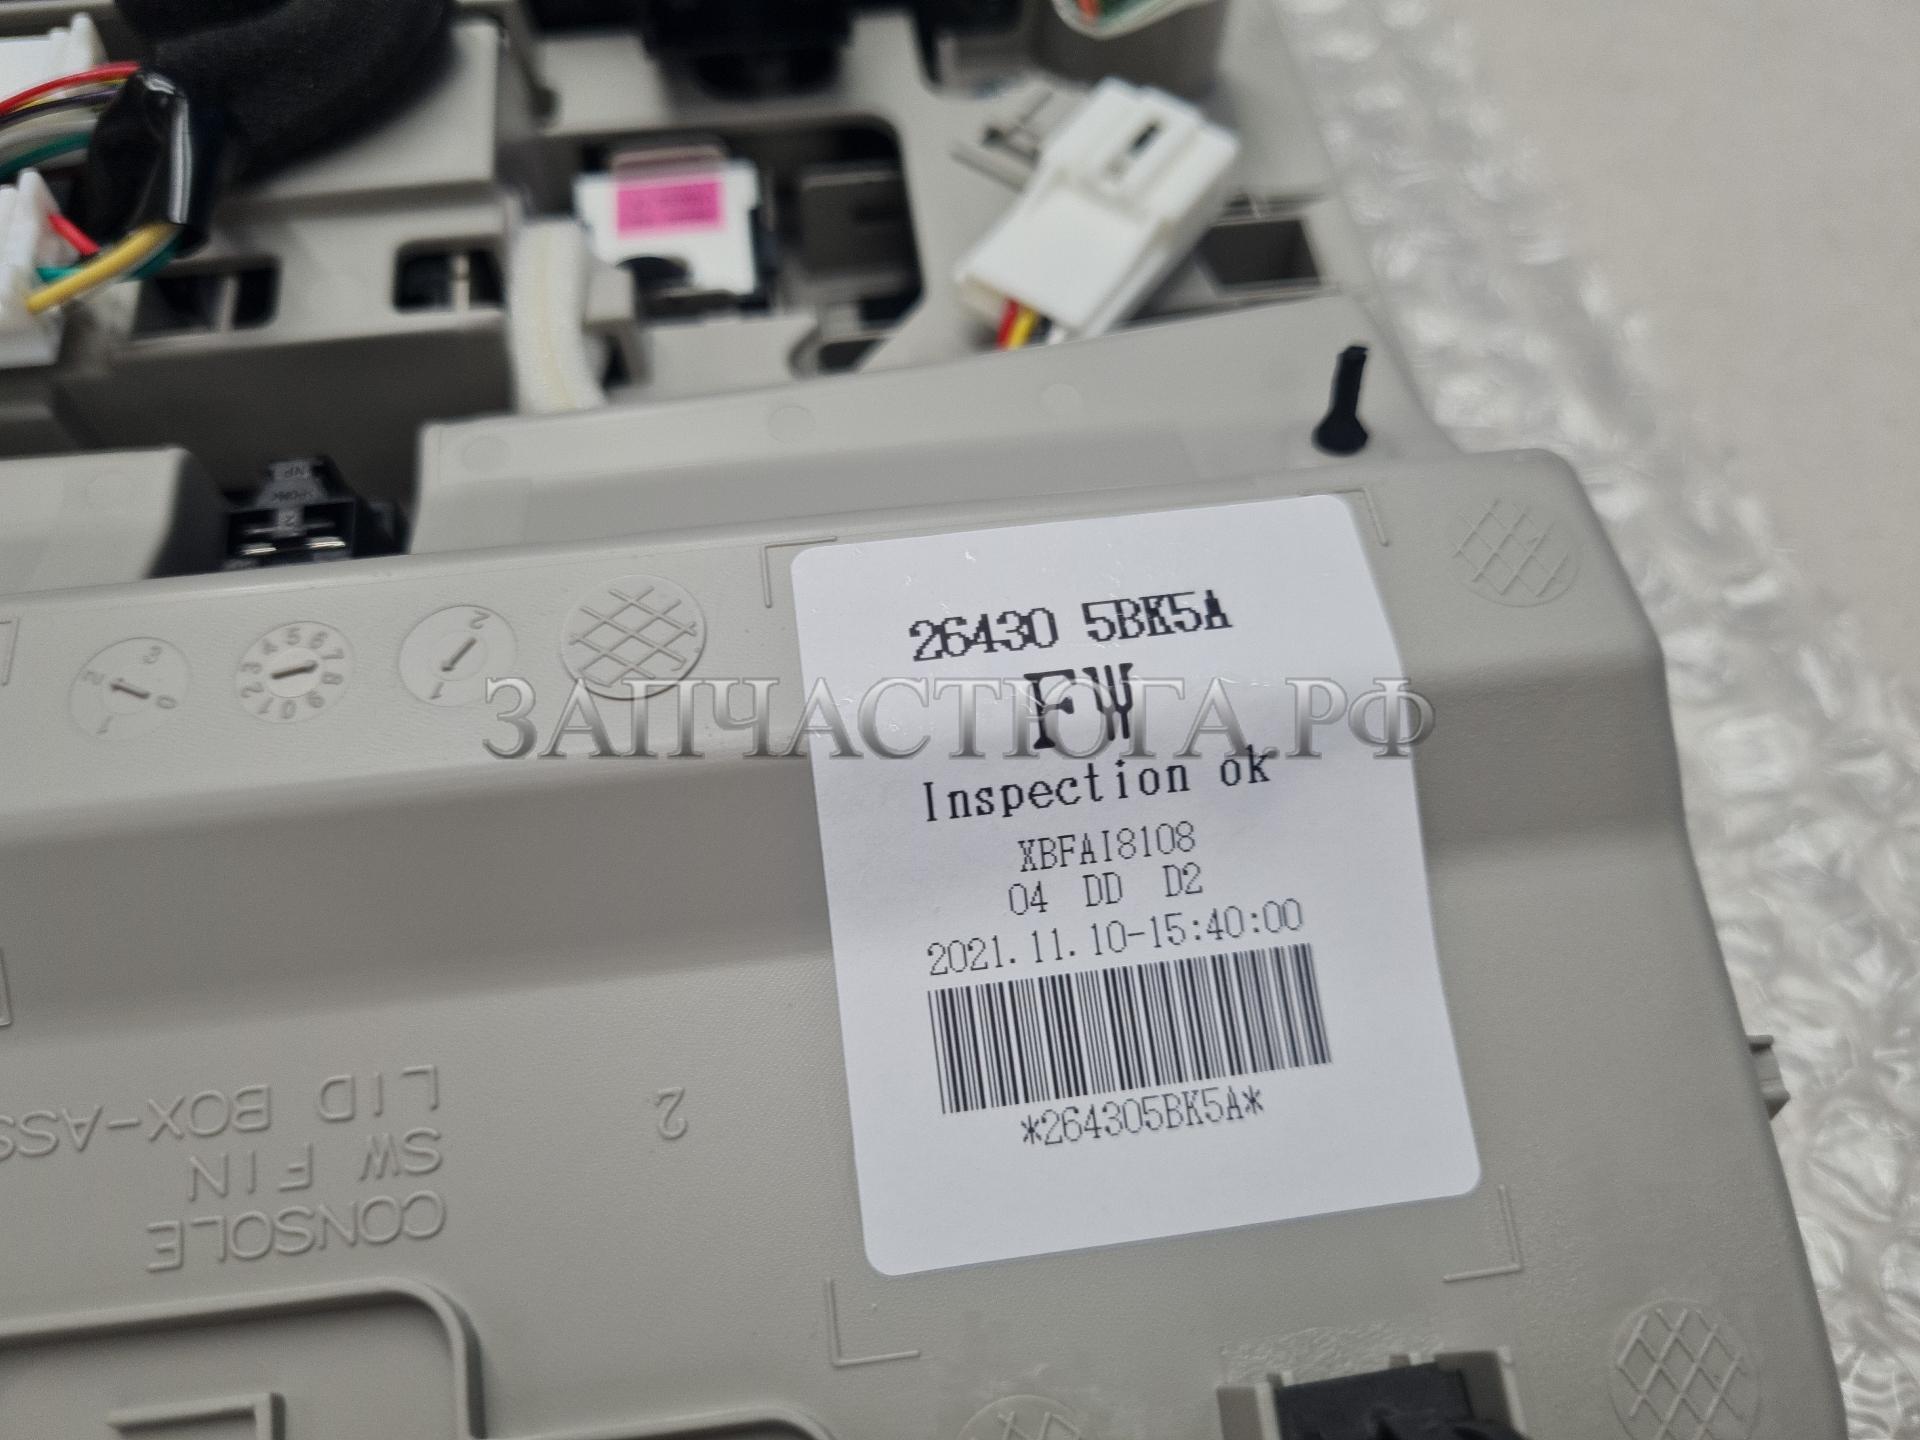 26430 5BK5A
FW
ЗАПЧАСТЮГА.РФ
Inspection ok
XBFAI8108
04 DD D2
2021.11.10-15:40:00
*264305BK5A*
CONSOLE
SW FIN
LID BOX-ASS
2